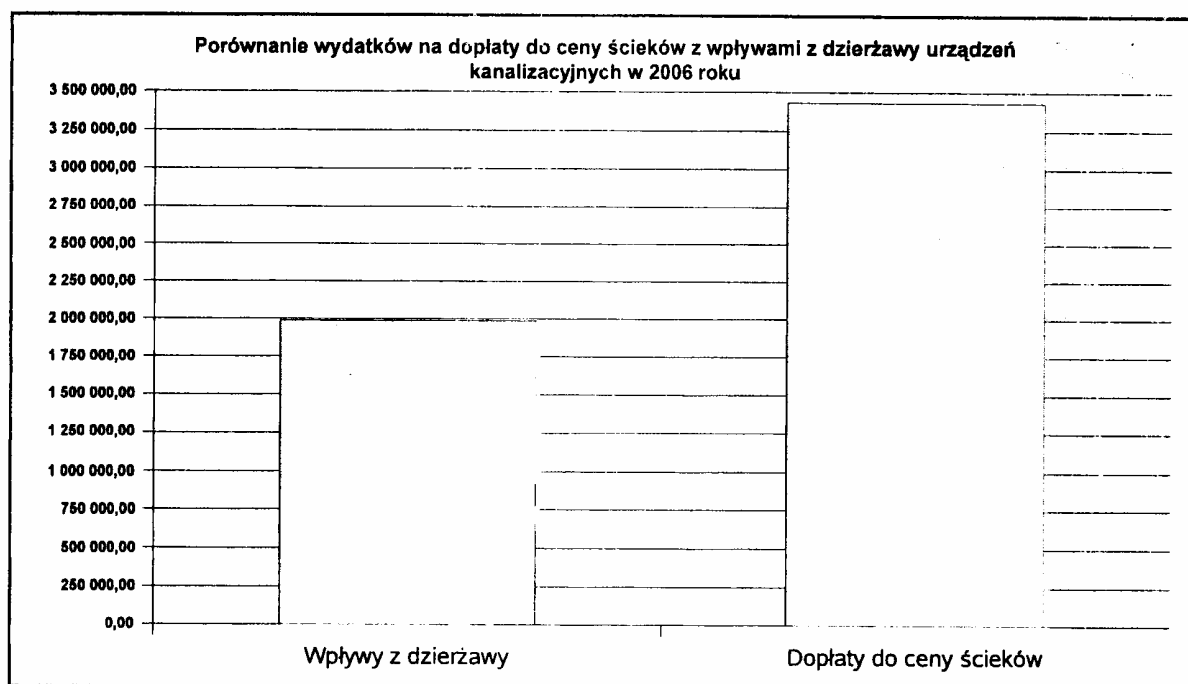 Porównanie wydatków na dopłaty do ceny ścieków z wpływami z dzierżawy urządzeń
kanalizacyjnych w 2006 roku
3 500 000,00
3 250 000,00
3 000 000,00
2 750 000,00
2 500 000,00
2 250 000,00
2 000 000,00
1 750 000,00
1 500 000,00
1 250 000,00
1 000 000,00
750 000,00
500 000,00
250 000,00
0,00
Wpływy z dzierżawy
Dopłaty do ceny ścieków